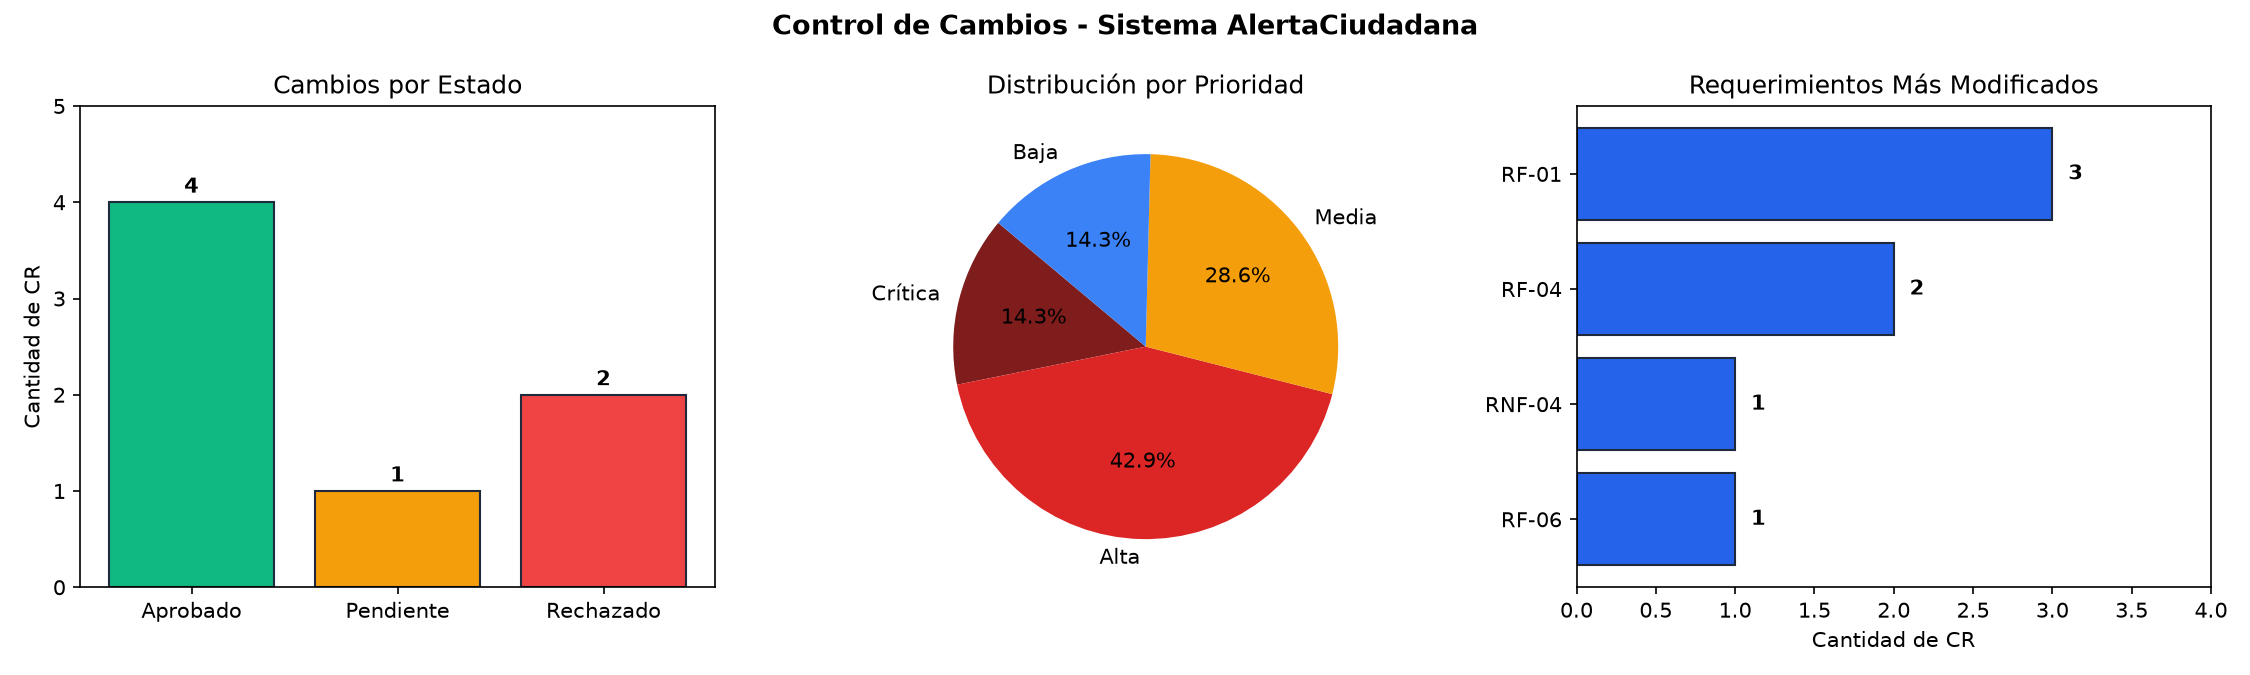 Control de Cambios - Sistema AlertaCiudadana
Cambios por Estado
Cantidad de CR
5
4
3
2
1
0
4
1
2
Aprobado
Pendiente
Rechazado
Distribución por Prioridad
Baja
Media
Crítica
Alta
14.3%
28.6%
14.3%
42.9%
Requerimientos Más Modificados
RF-01
3
RF-04
2
RNF-04
1
RF-06
1
0.0 0.5 1.0 1.5 2.0 2.5 3.0 3.5 4.0
Cantidad de CR